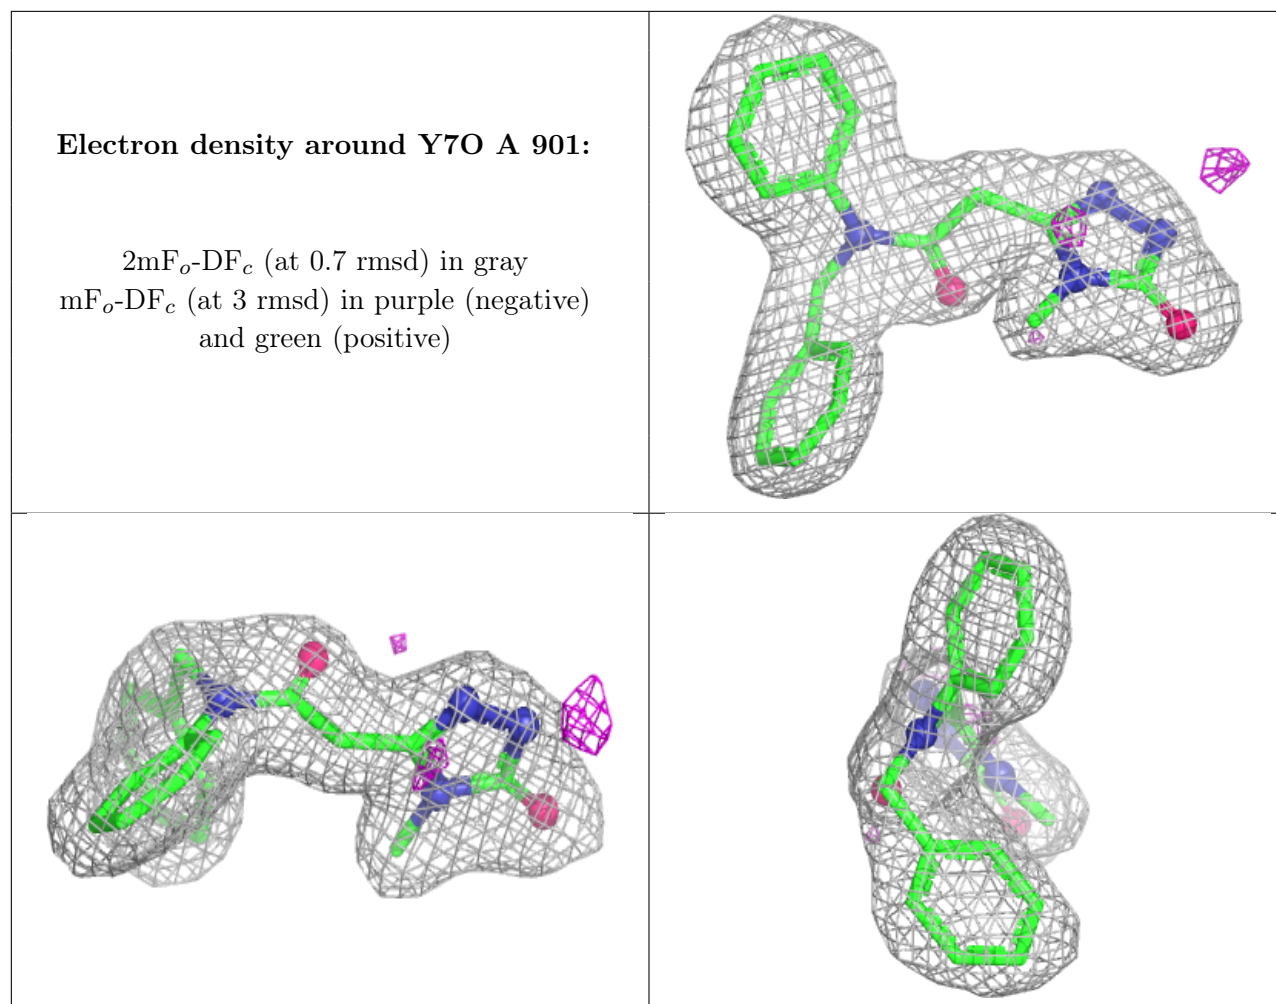 Electron density around Y7O A 901:
2mFₒ-DF𝒸 (at 0.7 rmsd) in gray
mFₒ-DF𝒸 (at 3 rmsd) in purple (negative)
and green (positive)